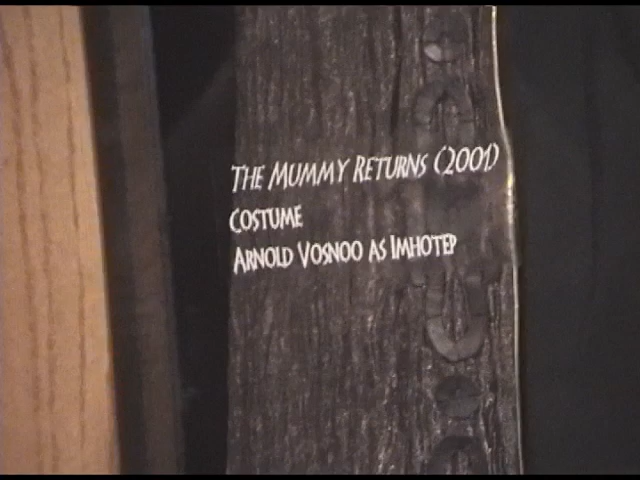 The Mummy Returns (2001)
Costume
Arnold Vosnoo as Imhotep